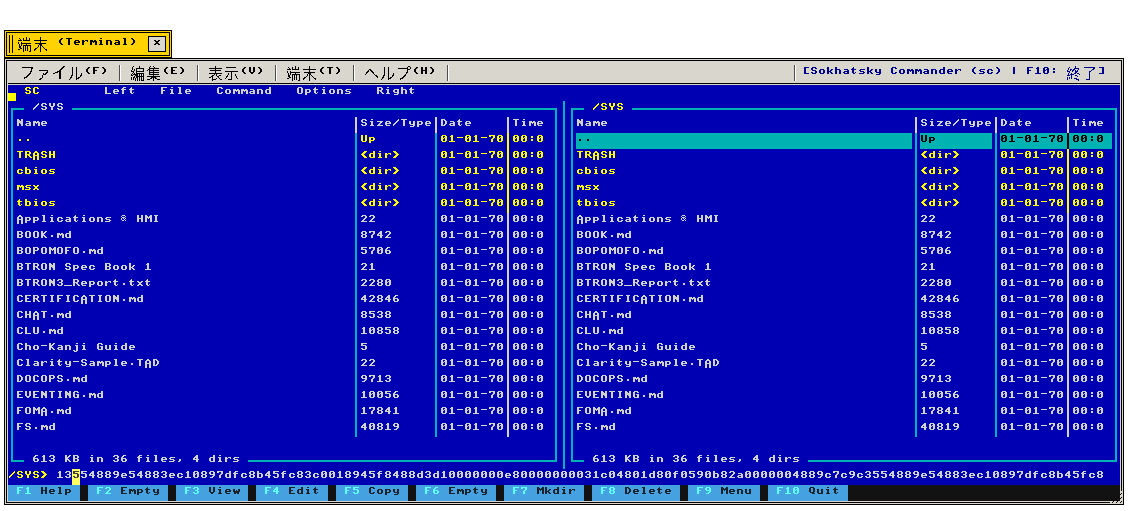 端末 (Terminal) ×
ファイル(F) 編集(E) 表示(V) 端末(T) ヘルプ(H) [Sokhatsky Commander (sc) | F10: 終了]
SC Left File Command Options Right
/SYS /SYS
Name Size/Type Date Time Name Size/Type Date Time
.. Up 01-01-70 00:0 .. Up 01-01-70 00:0
TRASH <dir> 01-01-70 00:0 TRASH <dir> 01-01-70 00:0
cbios <dir> 01-01-70 00:0 cbios <dir> 01-01-70 00:0
msx <dir> 01-01-70 00:0 msx <dir> 01-01-70 00:0
tbios <dir> 01-01-70 00:0 tbios <dir> 01-01-70 00:0
Applications @ HMI 22 01-01-70 00:0 Applications @ HMI 22 01-01-70 00:0
BOOK.md 8742 01-01-70 00:0 BOOK.md 8742 01-01-70 00:0
BOPOMOFO.md 5706 01-01-70 00:0 BOPOMOFO.md 5706 01-01-70 00:0
BTRON Spec Book 1 21 01-01-70 00:0 BTRON Spec Book 1 21 01-01-70 00:0
BTRON3_Report.txt 2280 01-01-70 00:0 BTRON3_Report.txt 2280 01-01-70 00:0
CERTIFICATION.md 42846 01-01-70 00:0 CERTIFICATION.md 42846 01-01-70 00:0
CHAT.md 8538 01-01-70 00:0 CHAT.md 8538 01-01-70 00:0
CLU.md 10858 01-01-70 00:0 CLU.md 10858 01-01-70 00:0
Cho-Kanji Guide 5 01-01-70 00:0 Cho-Kanji Guide 5 01-01-70 00:0
Clarity-Sample.TAD 22 01-01-70 00:0 Clarity-Sample.TAD 22 01-01-70 00:0
DOCOPS.md 9713 01-01-70 00:0 DOCOPS.md 9713 01-01-70 00:0
EVENTING.md 10056 01-01-70 00:0 EVENTING.md 10056 01-01-70 00:0
FOMA.md 17841 01-01-70 00:0 FOMA.md 17841 01-01-70 00:0
FS.md 40819 01-01-70 00:0 FS.md 40819 01-01-70 00:0
613 KB in 36 files, 4 dirs 613 KB in 36 files, 4 dirs
/SYS> 13554889e54883ec10897dfc8b45fc83c0018945f8488d3d10000000e80000000031c04801d80f0590b82a0000004889c7c9c3554889e54883ec10897dfc8b45fc8
F1 Help F2 Empty F3 View F4 Edit F5 Copy F6 Empty F7 Mkdir F8 Delete F9 Menu F10 Quit